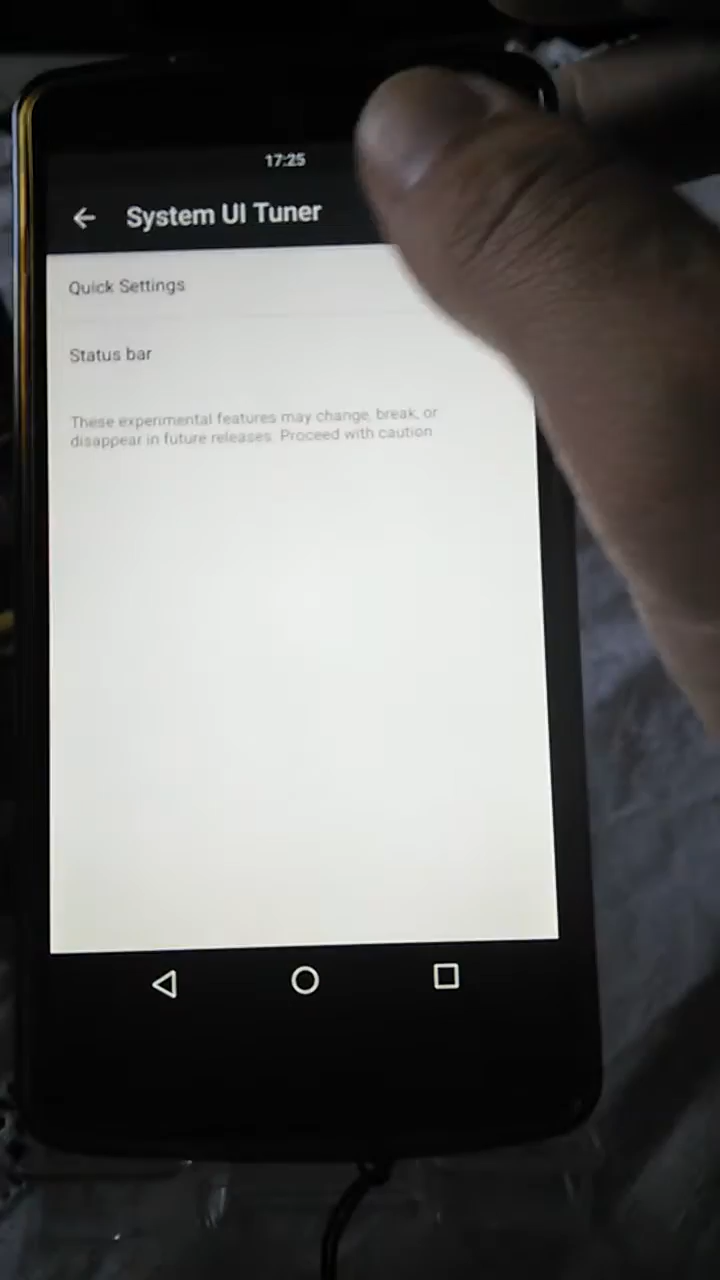 17:25
System UI Tuner
Quick Settings
Status bar
These experimental features may change, break, or
disappear in future releases. Proceed with caution.